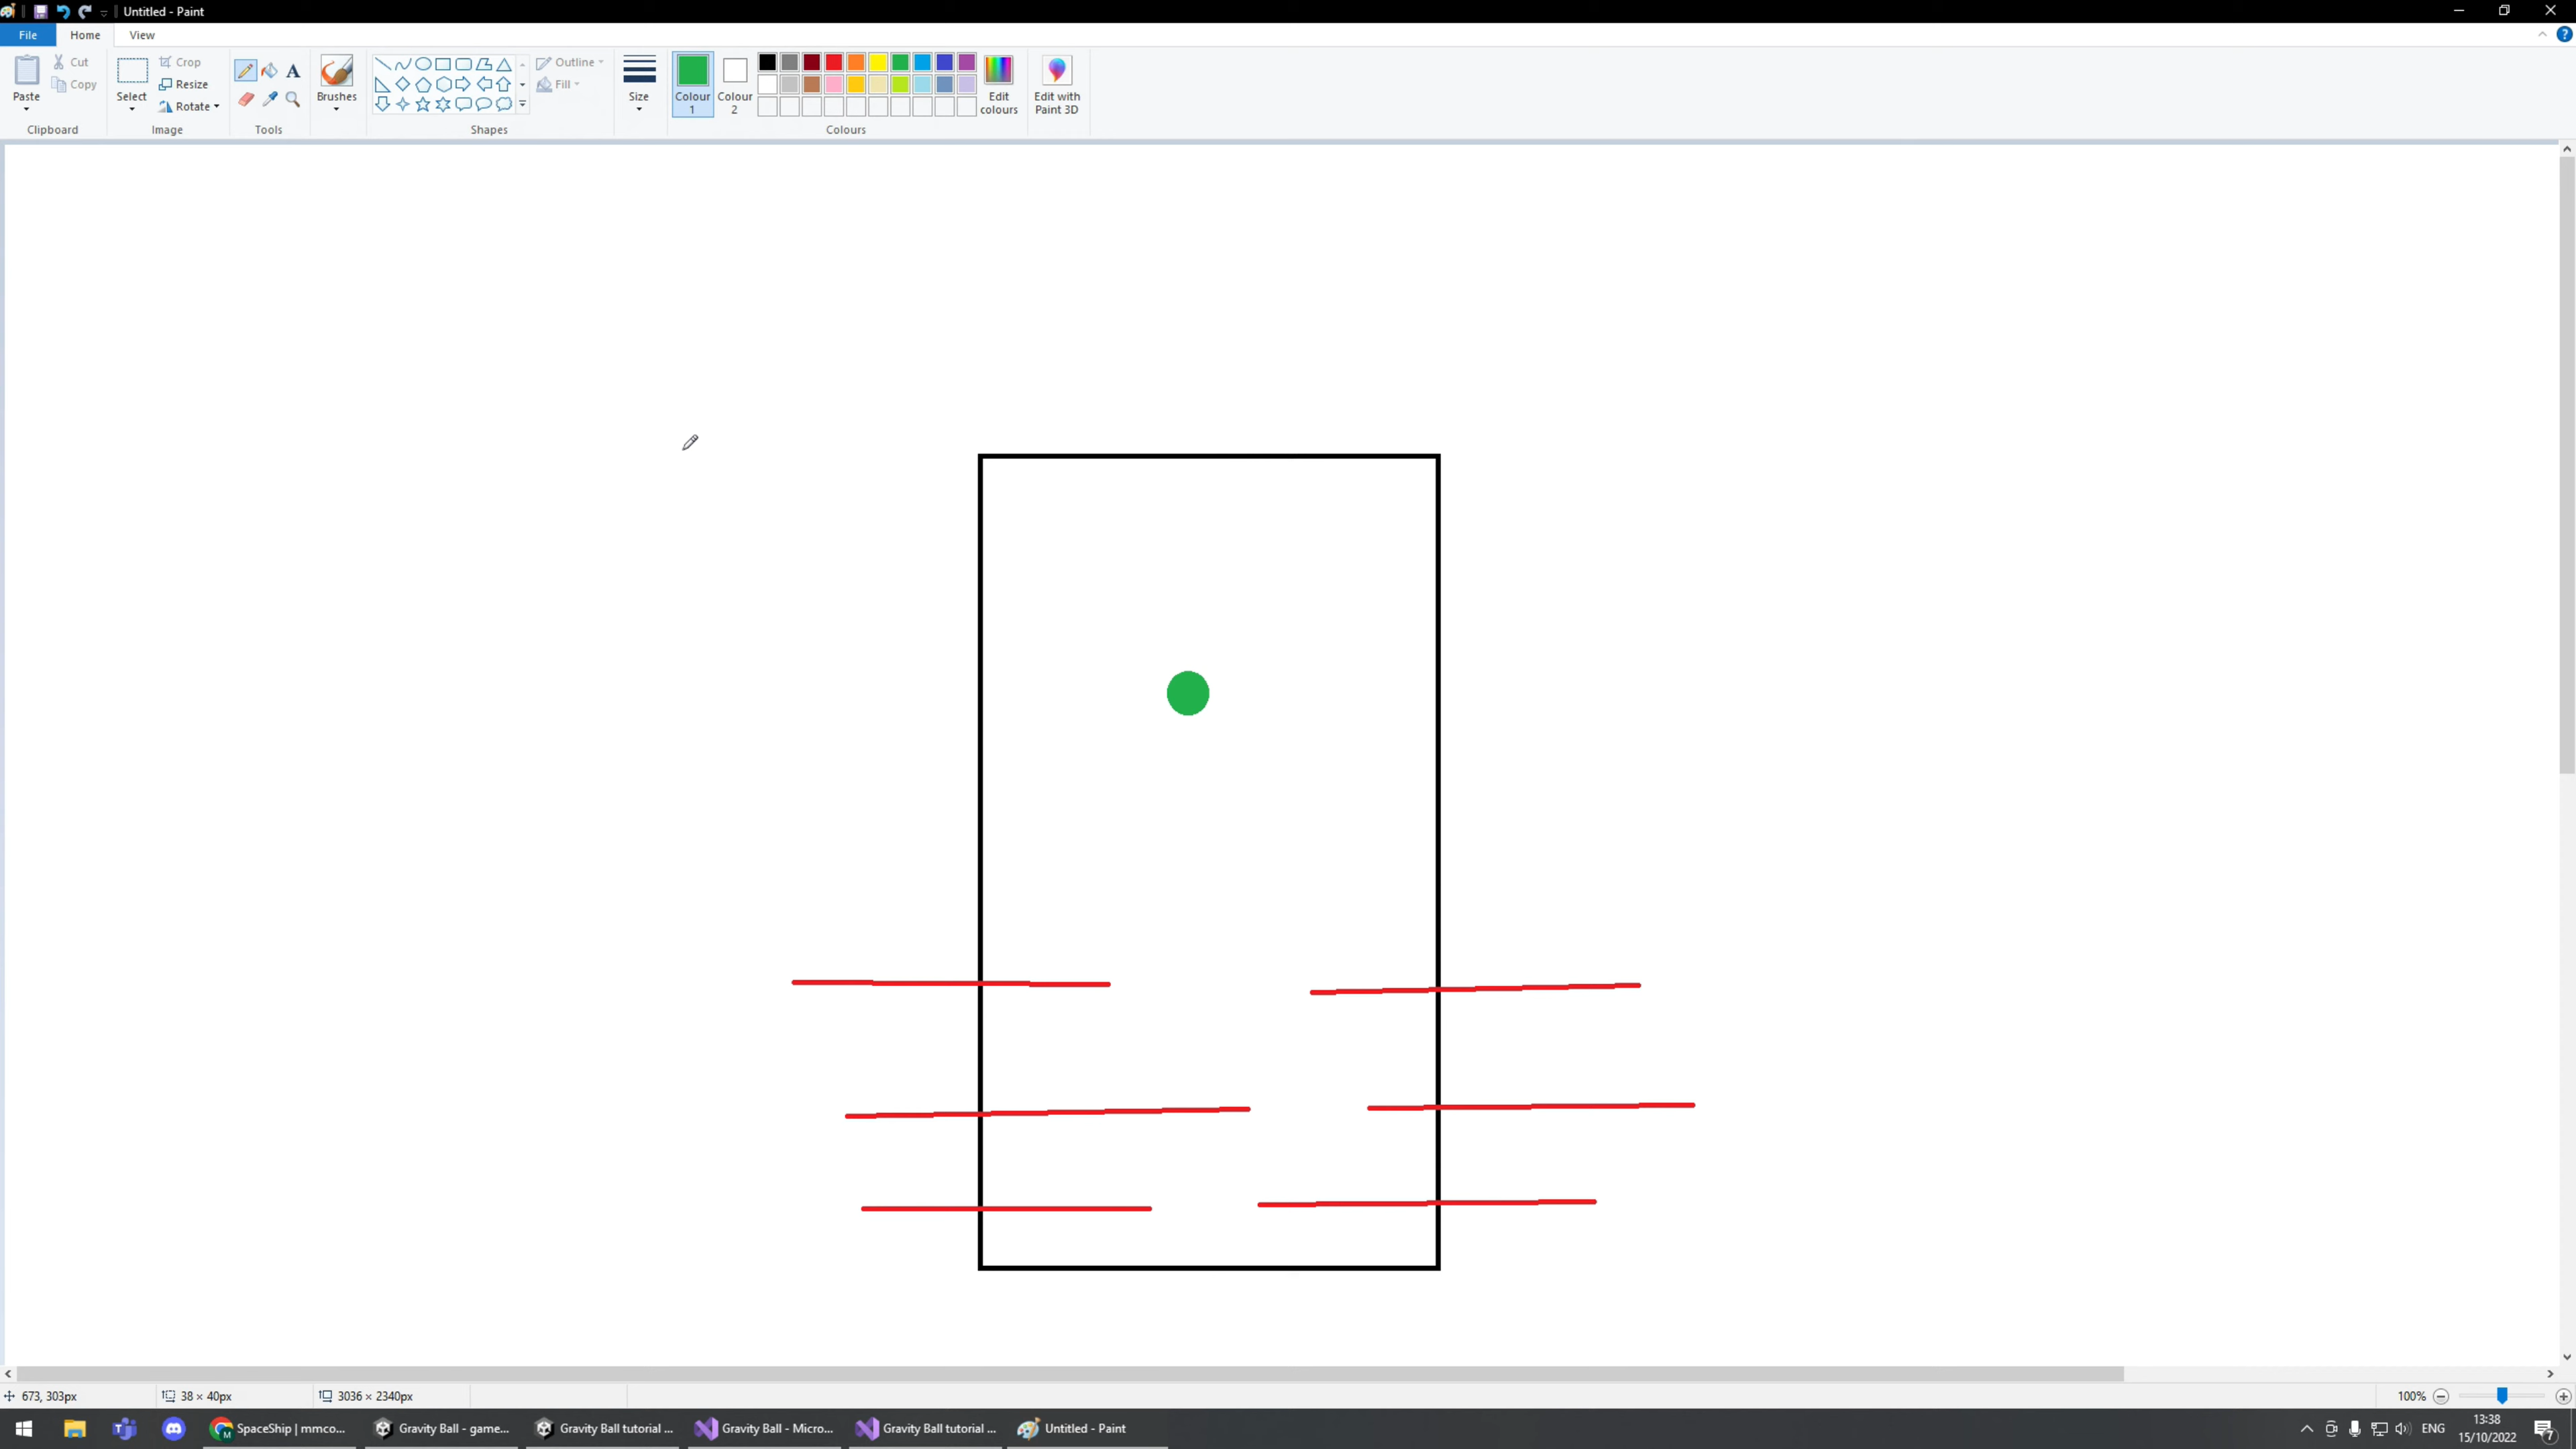 Untitled - Paint
File Home View
Paste
Cut
Copy
Clipboard
Select
Crop
Resize
Rotate
Image
A
Tools
Brushes
Shapes
Outline
Fill
Size
Colour 1
Colour 2
Edit colours
Colours
Edit with Paint 3D
673, 303px 38 × 40px 3036 × 2340px 100%
SpaceShip | mmco... Gravity Ball - game... Gravity Ball tutorial ... Gravity Ball - Micro... Gravity Ball tutorial ... Untitled - Paint ENG 13:38
15/10/2022 7